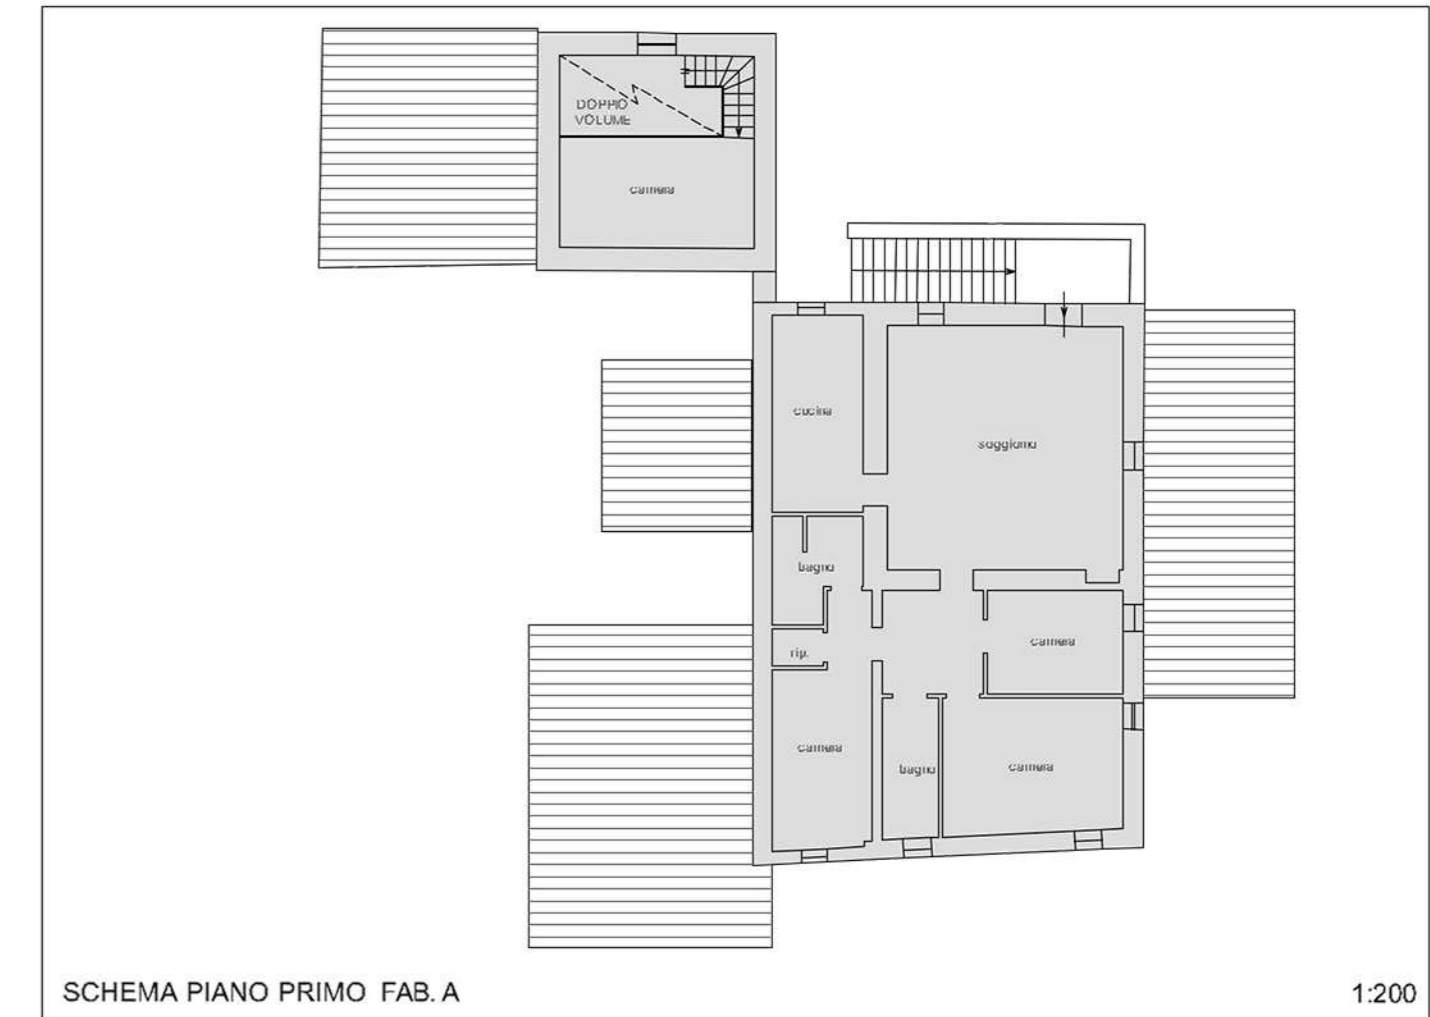 DOPPIO
VOLUME
camera
cucina
soggiorno
bagno
camera
rip.
camera
bagno
camera
SCHEMA PIANO PRIMO FAB. A
1:200